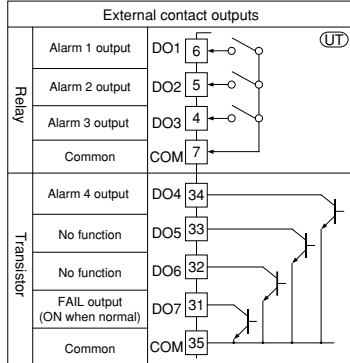 External contact outputs
UT
Relay
Alarm 1 output DO1 6
Alarm 2 output DO2 5
Alarm 3 output DO3 4
Common COM 7
Transistor
Alarm 4 output DO4 34
No function DO5 33
No function DO6 32
FAIL output
(ON when normal) DO7 31
Common COM 35